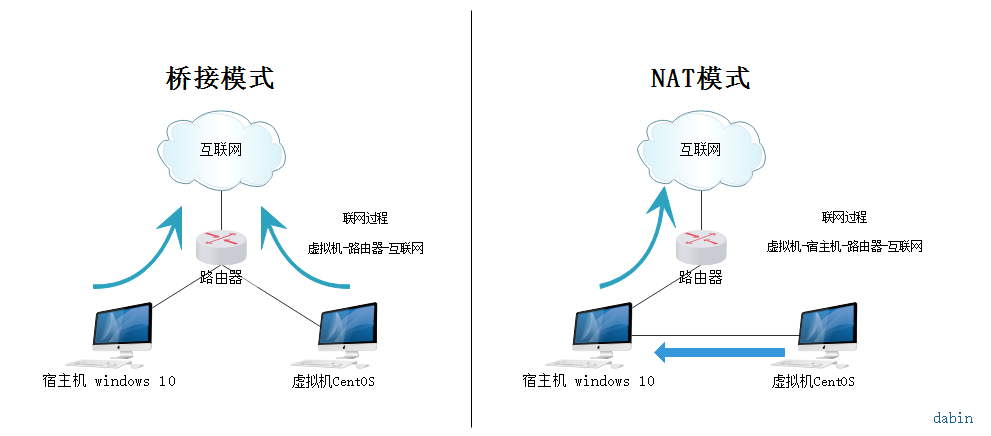 桥接模式
互联网
联网过程
虚拟机-路由器-互联网
路由器
宿主机 windows 10
虚拟机CentOS
NAT模式
互联网
联网过程
虚拟机-宿主机-路由器-互联网
路由器
宿主机 windows 10
虚拟机CentOS
dabin